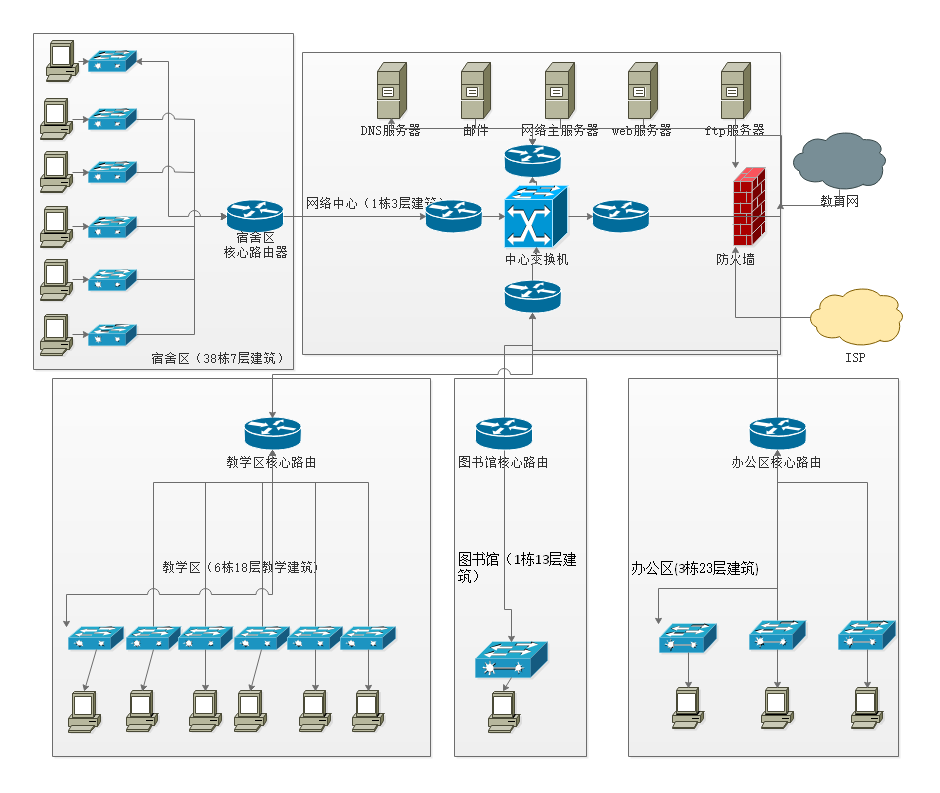 DNS服务器
邮件
网络主服务器
web服务器
ftp服务器
教育网
网络中心（1栋3层建筑）
宿舍区
核心路由器
中心交换机
防火墙
宿舍区（38栋7层建筑）
ISP
教学区核心路由
图书馆核心路由
办公区核心路由
教学区（6栋18层教学建筑）
图书馆（1栋13层建
筑）
办公区(3栋23层建筑)